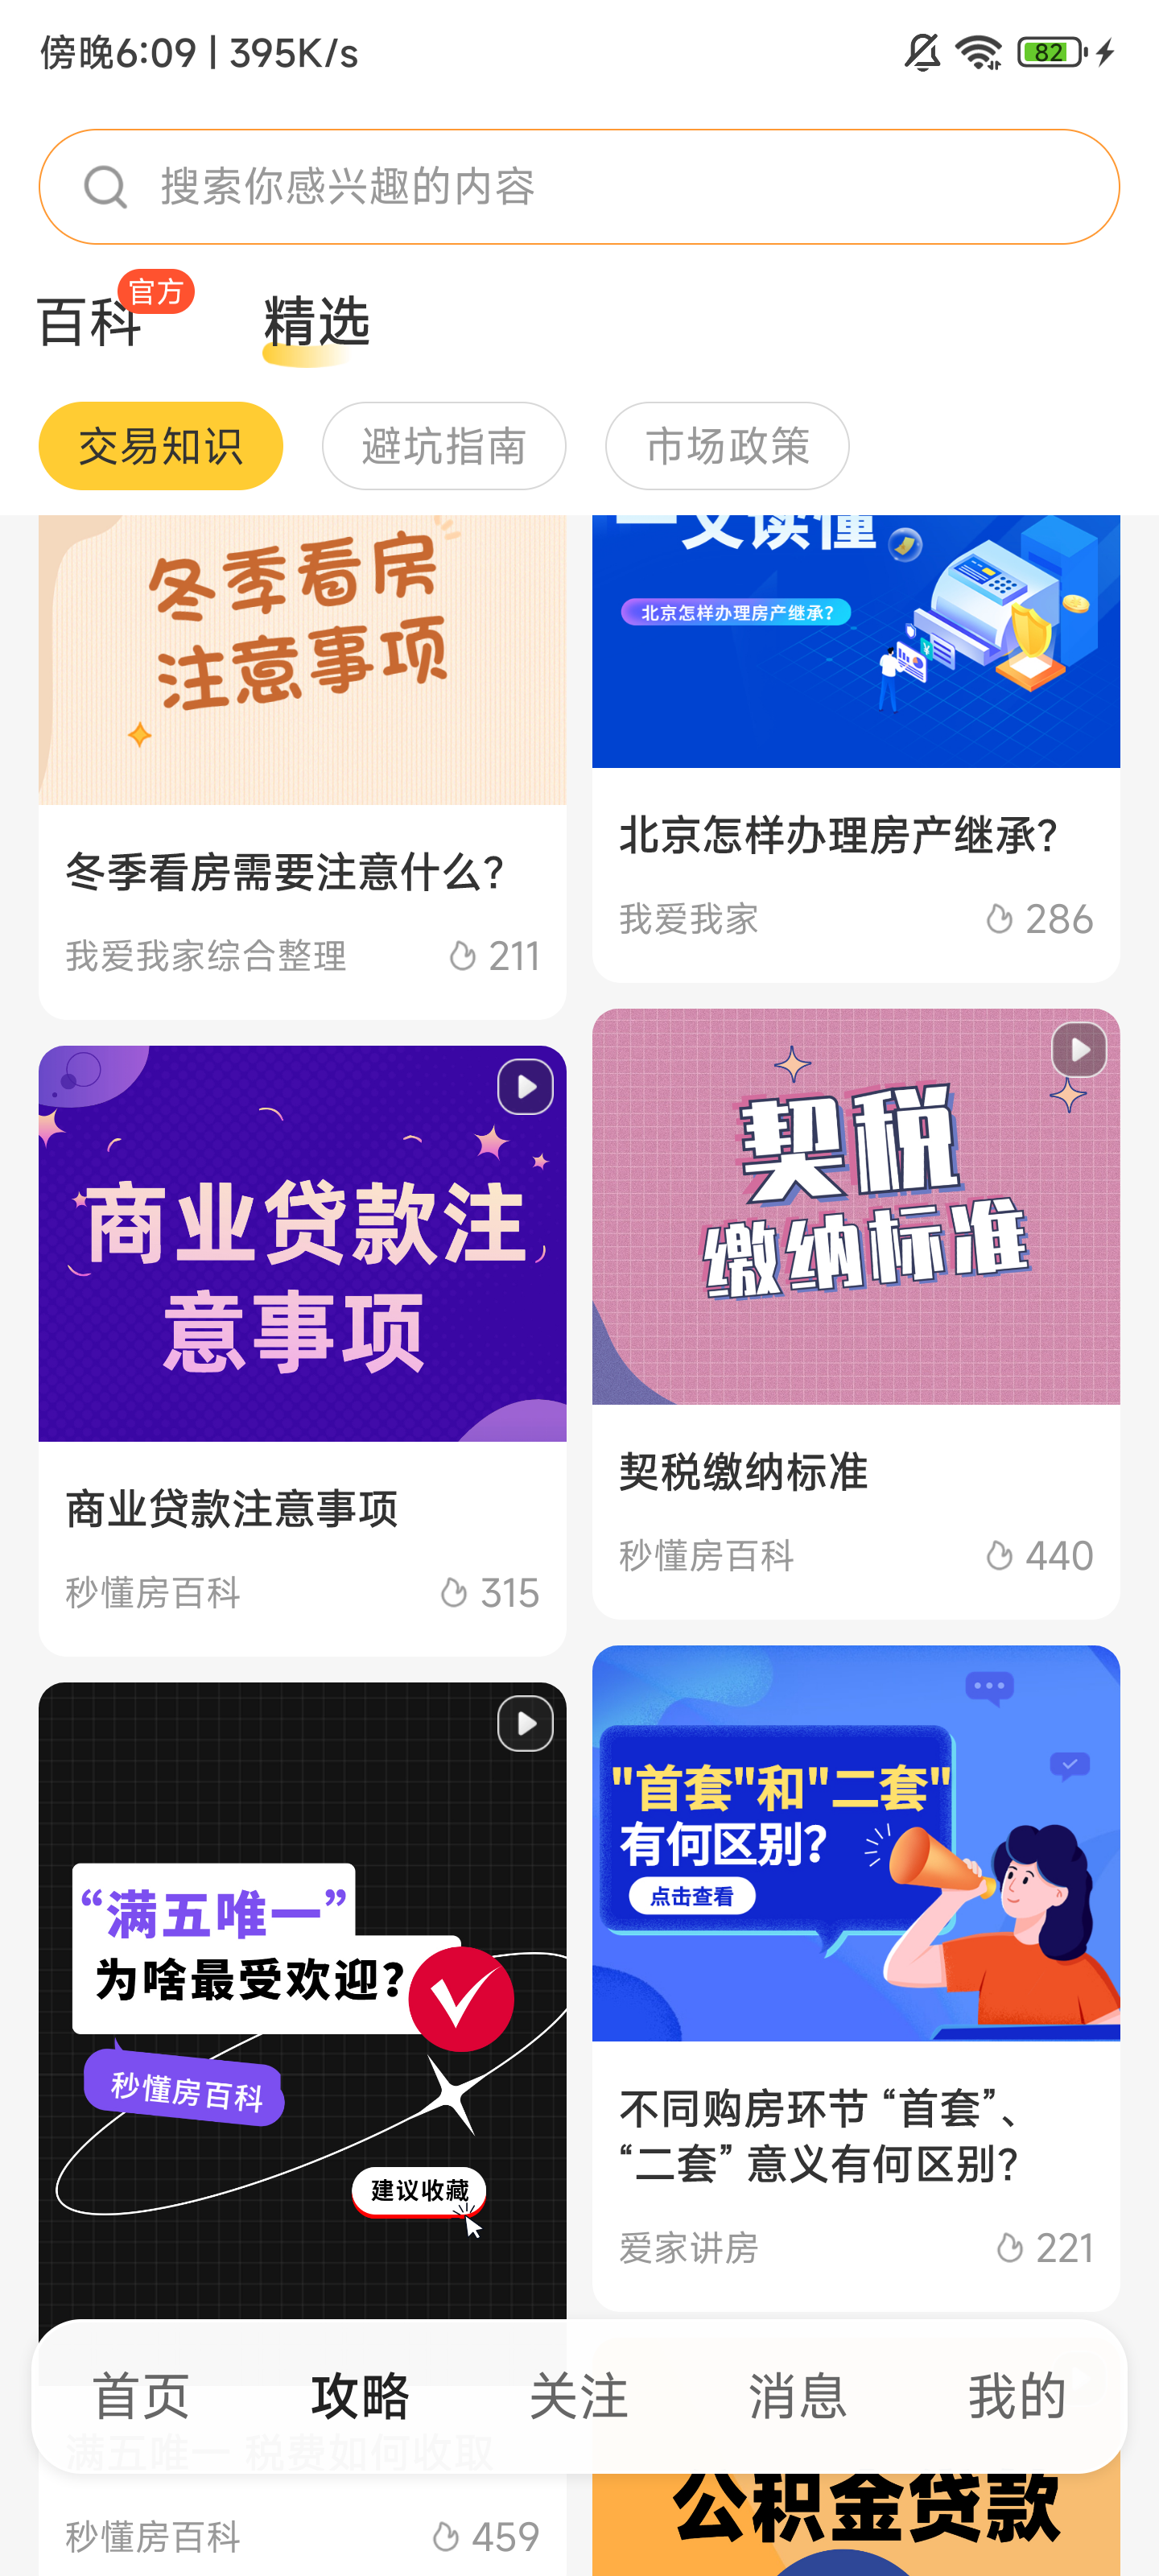 傍晚6:09 | 395K/s
82
搜索你感兴趣的内容
百科
官方
精选
交易知识
避坑指南
市场政策
冬季看房
注意事项
冬季看房需要注意什么?
我爱我家综合整理
211
一文读懂
北京怎样办理房产继承?
北京怎样办理房产继承?
我爱我家
286
商业贷款注
意事项
商业贷款注意事项
秒懂房百科
315
契税
缴纳标准
契税缴纳标准
秒懂房百科
440
“满五唯一”
为啥最受欢迎?
秒懂房百科
建议收藏
"首套"和"二套"
有何区别?
点击查看
不同购房环节 “首套”、
“二套” 意义有何区别?
爱家讲房
221
首页
攻略
关注
消息
我的
满五唯一 税费如何收取
秒懂房百科
459
公积金贷款